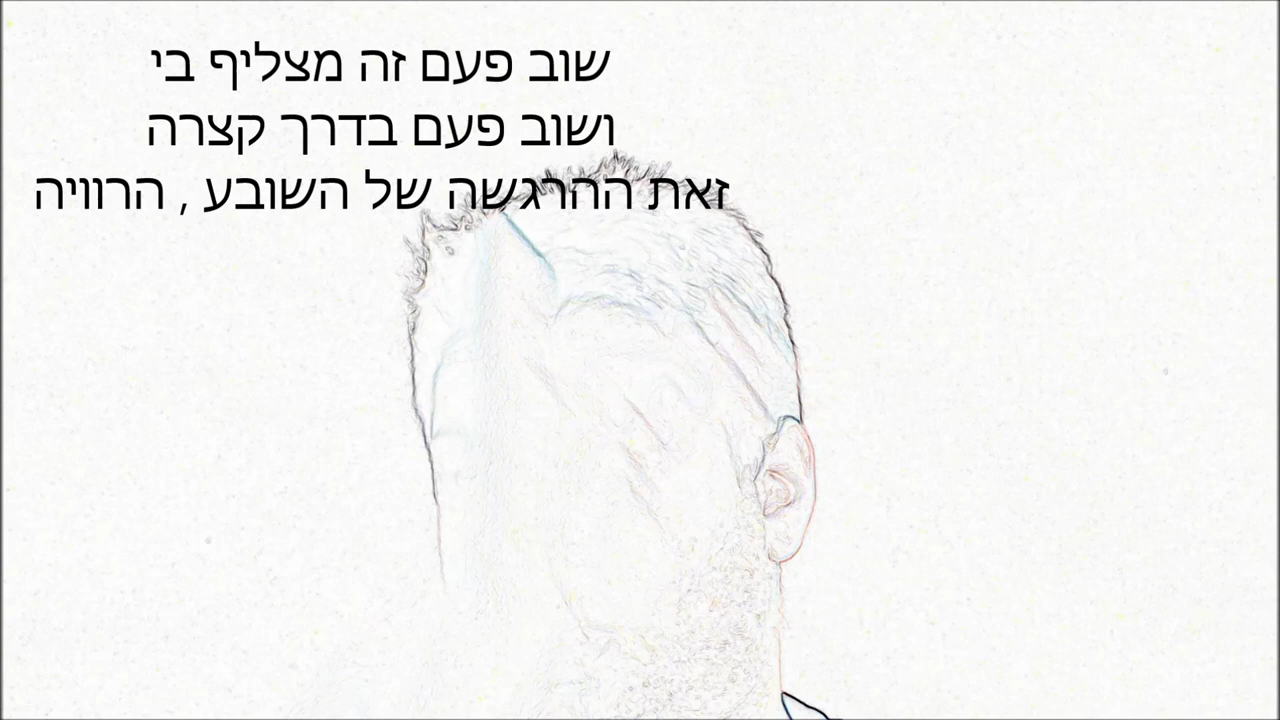 שוב פעם זה מצליף בי
ושוב פעם בדרך קצרה
זאת ההרגשה של השובע , הרוויה